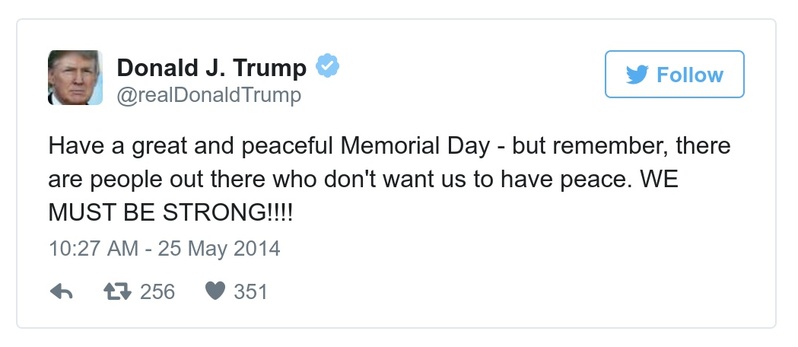 Donald J. Trump
@realDonaldTrump
Follow
Have a great and peaceful Memorial Day - but remember, there
are people out there who don't want us to have peace. WE
MUST BE STRONG!!!!
10:27 AM - 25 May 2014
256 351